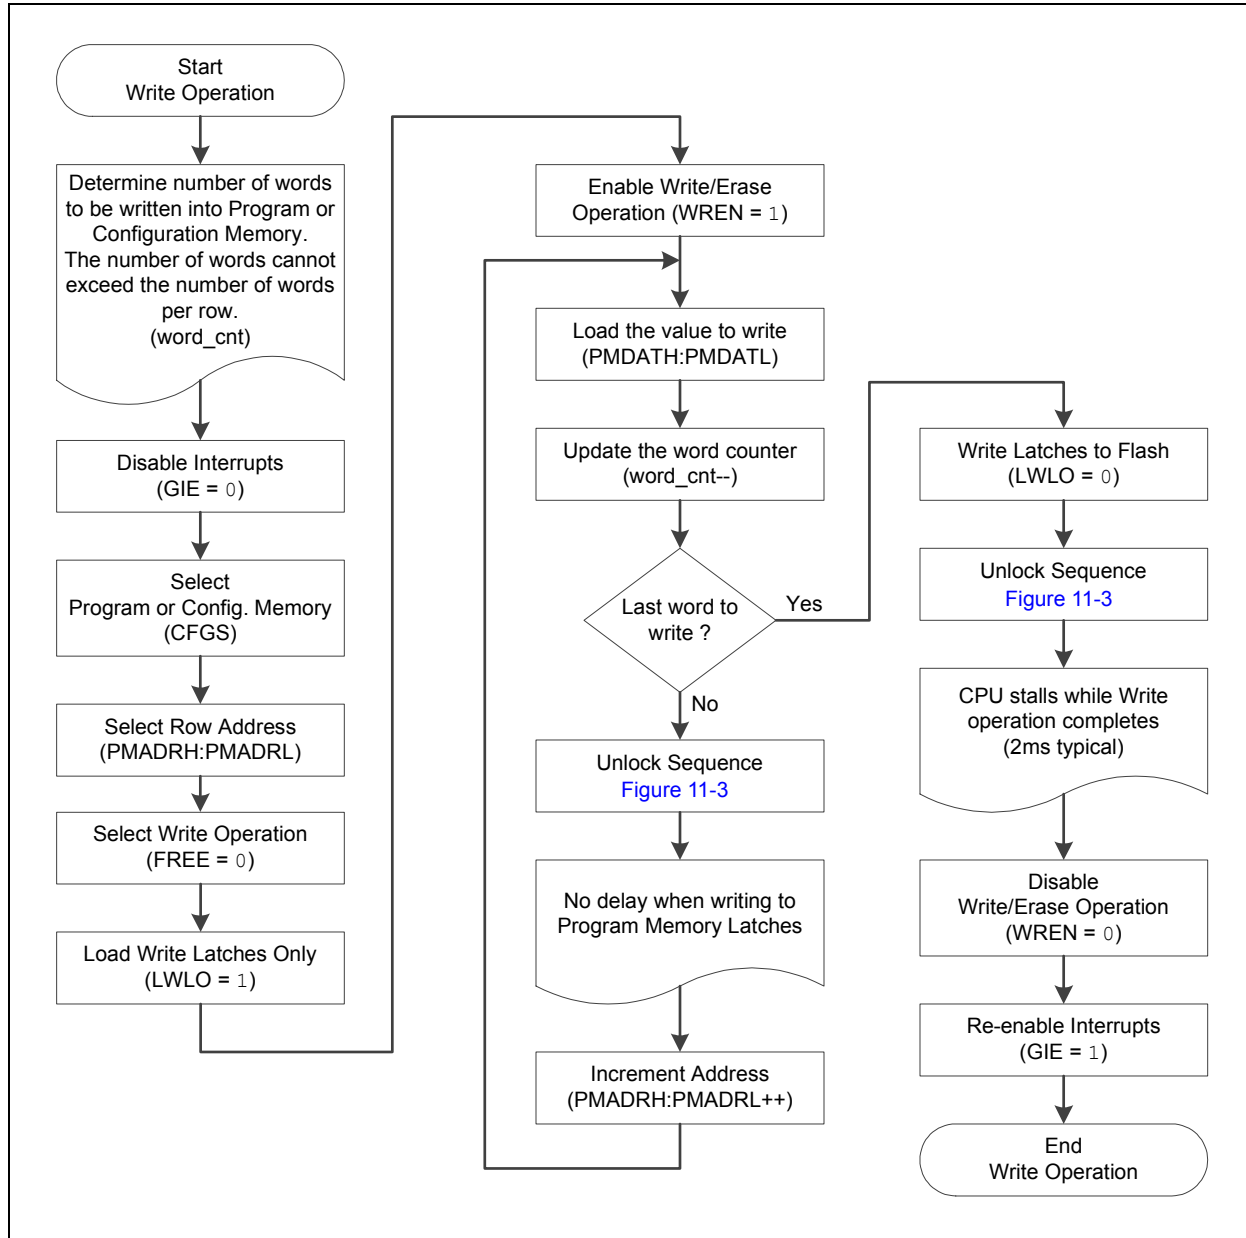 Start
Write Operation
Determine number of words
to be written into Program or
Configuration Memory.
The number of words cannot
exceed the number of words
per row.
(word_cnt)
Disable Interrupts
(GIE = 0)
Select
Program or Config. Memory
(CFGS)
Select Row Address
(PMADRH:PMADRL)
Select Write Operation
(FREE = 0)
Load Write Latches Only
(LWLO = 1)
Enable Write/Erase
Operation (WREN = 1)
Load the value to write
(PMDATH:PMDATL)
Update the word counter
(word_cnt--)
Last word to
write ?
Yes
No
Unlock Sequence
Figure 11-3
No delay when writing to
Program Memory Latches
Increment Address
(PMADRH:PMADRL++)
Write Latches to Flash
(LWLO = 0)
Unlock Sequence
Figure 11-3
CPU stalls while Write
operation completes
(2ms typical)
Disable
Write/Erase Operation
(WREN = 0)
Re-enable Interrupts
(GIE = 1)
End
Write Operation